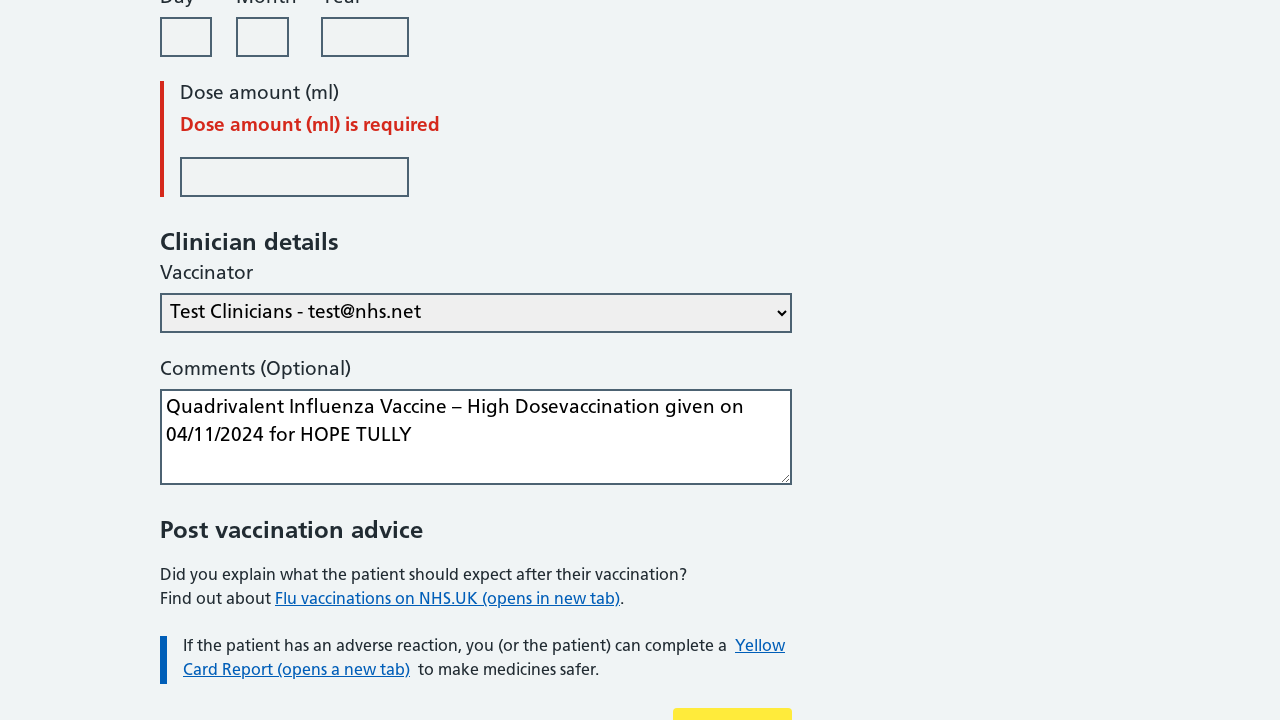 Day Month Year
Dose amount (ml)
Dose amount (ml) is required
Clinician details
Vaccinator
Test Clinicians - test@nhs.net
Comments (Optional)
Quadrivalent Influenza Vaccine – High Dosevaccination given on
04/11/2024 for HOPE TULLY
Post vaccination advice
Did you explain what the patient should expect after their vaccination?
Find out about Flu vaccinations on NHS.UK (opens in new tab).
If the patient has an adverse reaction, you (or the patient) can complete a Yellow
Card Report (opens a new tab) to make medicines safer.